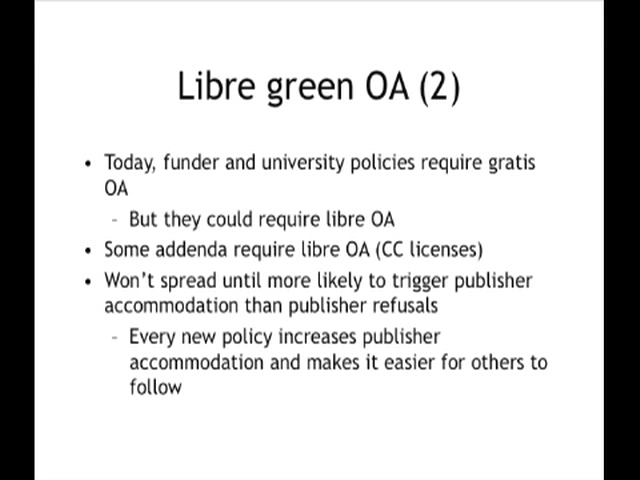 Libre green OA (2)
• Today, funder and university policies require gratis
OA
– But they could require libre OA
• Some addenda require libre OA (CC licenses)
• Won't spread until more likely to trigger publisher
accommodation than publisher refusals
– Every new policy increases publisher
accommodation and makes it easier for others to
follow